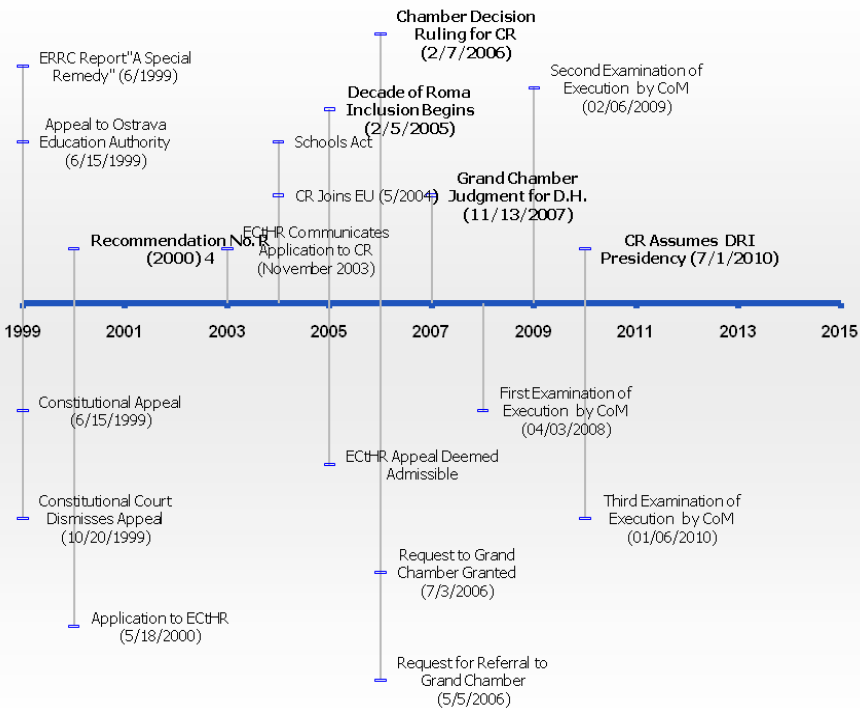 Chamber Decision
Ruling for CR
(2/7/2006)
ERRC Report"A Special
Remedy" (6/1999)
Second Examination of
Execution by CoM
(02/06/2009)
Decade of Roma
Inclusion Begins
(2/5/2005)
Appeal to Ostrava
Education Authority
(6/15/1999)
Schools Act
Grand Chamber
Judgment for D.H.
(11/13/2007)
CR Joins EU (5/2004)
Recommendation No. R
(2000) 4
ECtHR Communicates
Application to CR
(November 2003)
CR Assumes DRI
Presidency (7/1/2010)
1999 2001 2003 2005 2007 2009 2011 2013 2015
Constitutional Appeal
(6/15/1999)
First Examination of
Execution by CoM
(04/03/2008)
ECtHR Appeal Deemed
Admissible
Constitutional Court
Dismisses Appeal
(10/20/1999)
Third Examination of
Execution by CoM
(01/06/2010)
Request to Grand
Chamber Granted
(7/3/2006)
Application to ECtHR
(5/18/2000)
Request for Referral to
Grand Chamber
(5/5/2006)